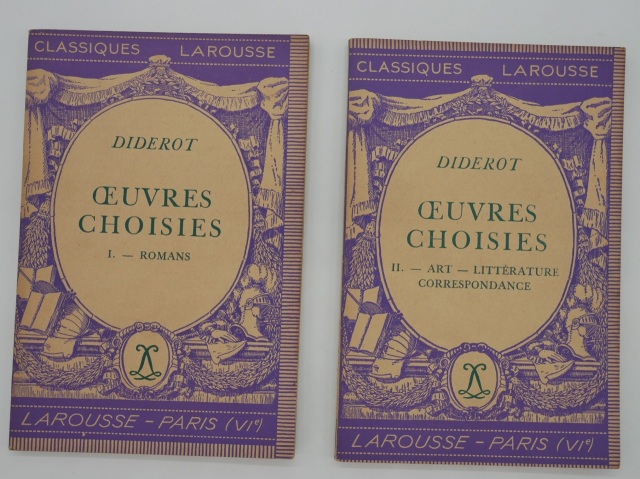 CLASSIQUES LAROUSSE
DIDEROT
ŒUVRES
CHOISIES
I. — ROMANS
LAROUSSE – PARIS (VIe)
CLASSIQUES LAROUSSE
DIDEROT
ŒUVRES
CHOISIES
II. — ART — LITTÉRATURE
CORRESPONDANCE
LAROUSSE – PARIS (VIe)